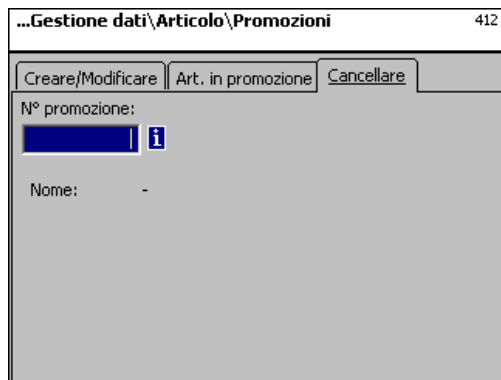 ...Gestione dati\Articolo\Promozioni 412
Creare/Modificare Art. in promozione Cancellare
N° promozione:
i
Nome: -